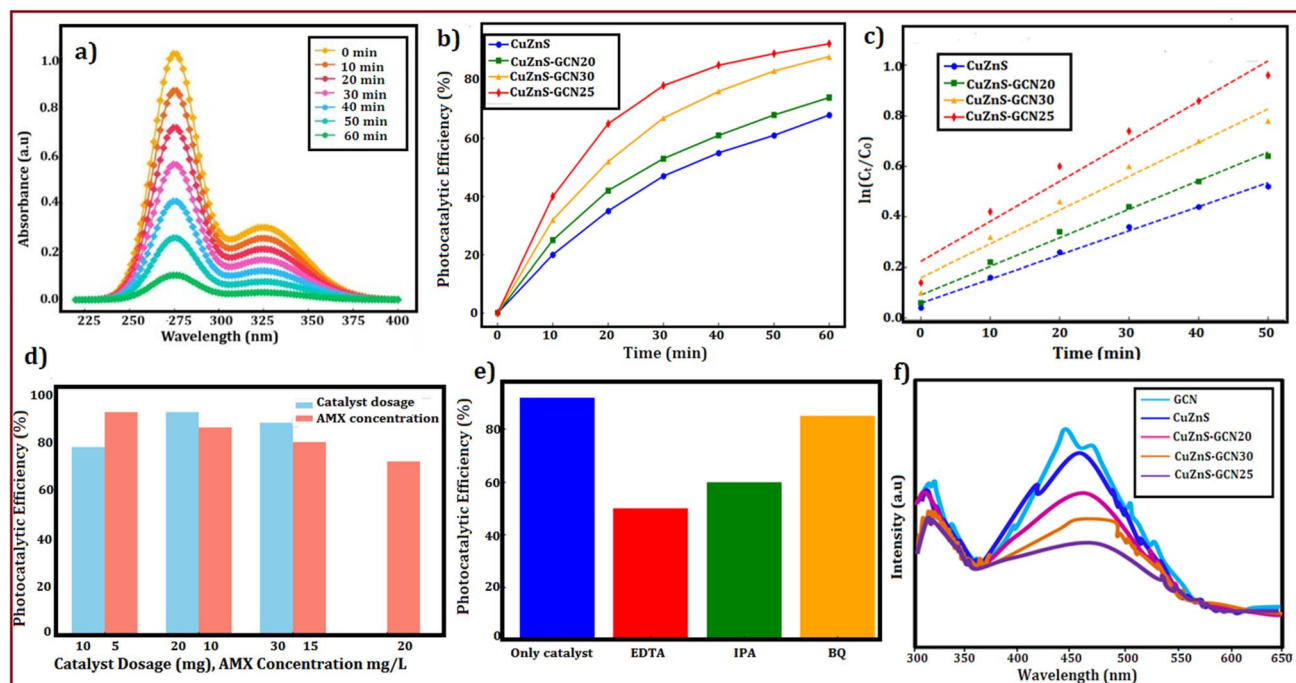 a)
0 min
10 min
20 min
30 min
40 min
50 min
60 min
1.0
0.8
0.6
0.4
0.2
0.0
Absorbance (a.u)
225 250 275 300 325 350 375 400
Wavelength (nm)
b)
CuZnS
CuZnS-GCN20
CuZnS-GCN30
CuZnS-GCN25
80
60
40
20
0
Photocatalytic Efficiency (%)
0 10 20 30 40 50 60
Time (min)
c)
CuZnS
CuZnS-GCN20
CuZnS-GCN30
CuZnS-GCN25
1.0
0.8
0.6
0.4
0.2
0.0
ln(Cₜ/C₀)
0 10 20 30 40 50
Time (min)
d)
Catalyst dosage
AMX concentration
100
80
60
40
20
0
Photocatalytic Efficiency (%)
10 5 20 10 30 15 20
Catalyst Dosage (mg), AMX Concentration mg/L
e)
80
60
40
20
0
Photocatalytic Efficiency (%)
Only catalyst EDTA IPA BQ
f)
GCN
CuZnS
CuZnS-GCN20
CuZnS-GCN30
CuZnS-GCN25
Intensity (a.u)
300 350 400 450 500 550 600 650
Wavelength (nm)